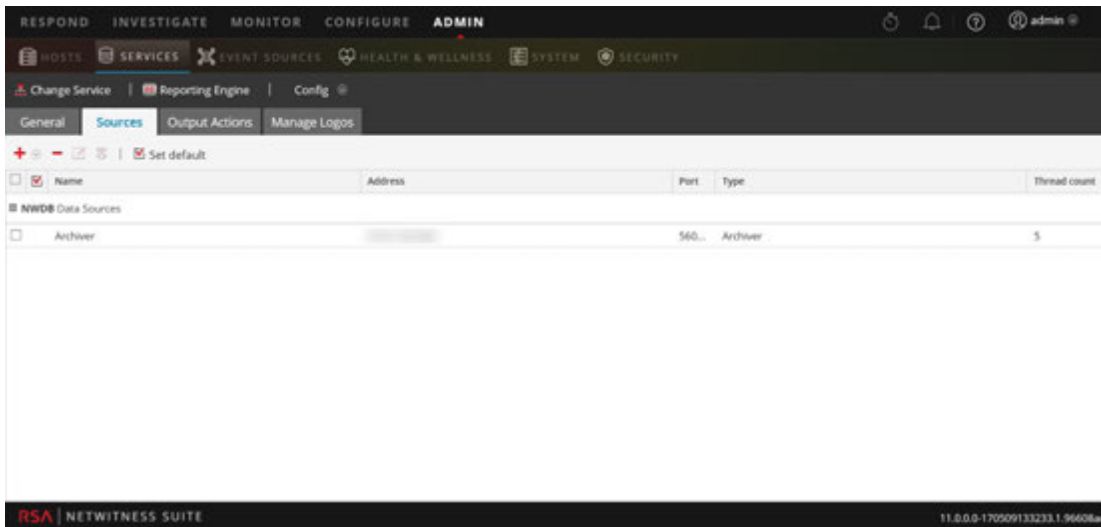 RESPOND INVESTIGATE MONITOR CONFIGURE ADMIN admin
HOSTS SERVICES EVENT SOURCES HEALTH & WELLNESS SYSTEM SECURITY
Change Service | Reporting Engine | Config
General Sources Output Actions Manage Logos
Set default
Name Address Port Type Thread count
NWDB Data Sources
Archiver 560... Archiver 5
RSA | NETWITNESS SUITE 11.0.0.0-170509133233.1.96608a